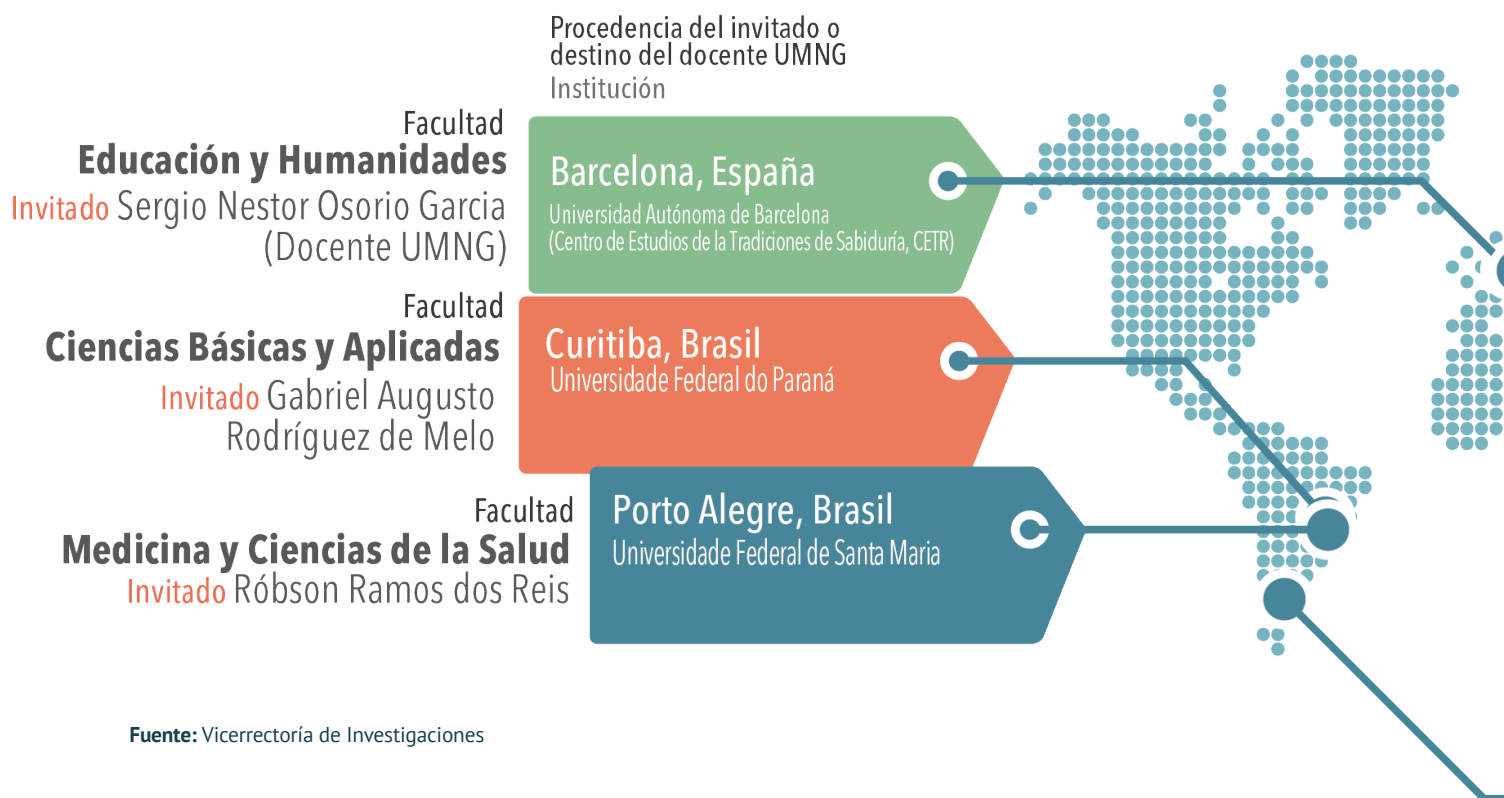 Procedencia del invitado o
destino del docente UMNG
Institución
Facultad
Educación y Humanidades
Invitado Sergio Nestor Osorio Garcia
(Docente UMNG)
Barcelona, España
Universidad Autónoma de Barcelona
(Centro de Estudios de la Tradiciones de Sabiduría, CETR)
Facultad
Ciencias Básicas y Aplicadas
Invitado Gabriel Augusto
Rodríguez de Melo
Curitiba, Brasil
Universidade Federal do Paraná
Facultad
Medicina y Ciencias de la Salud
Invitado Róbson Ramos dos Reis
Porto Alegre, Brasil
Universidade Federal de Santa Maria
Fuente: Vicerrectoría de Investigaciones